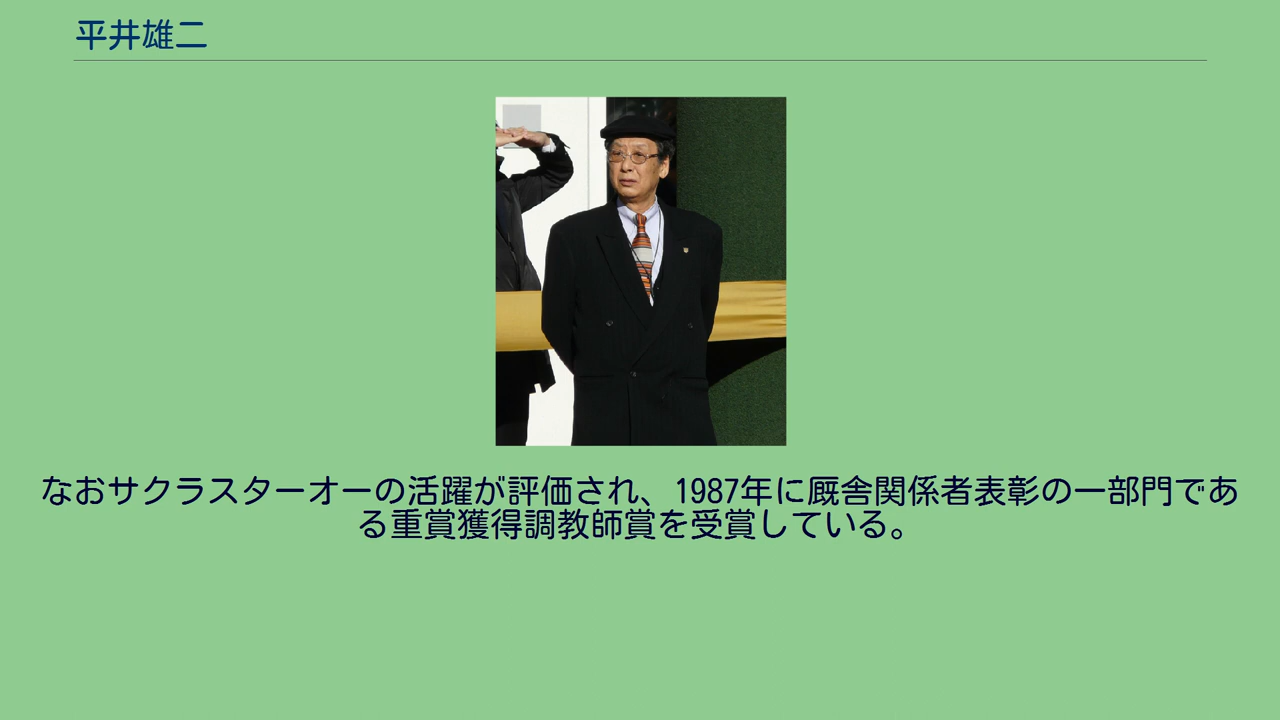 平井雄二
なおサクラスターオーの活躍が評価され、1987年に厩舎関係者表彰の一部門であ
る重賞獲得調教師賞を受賞している。